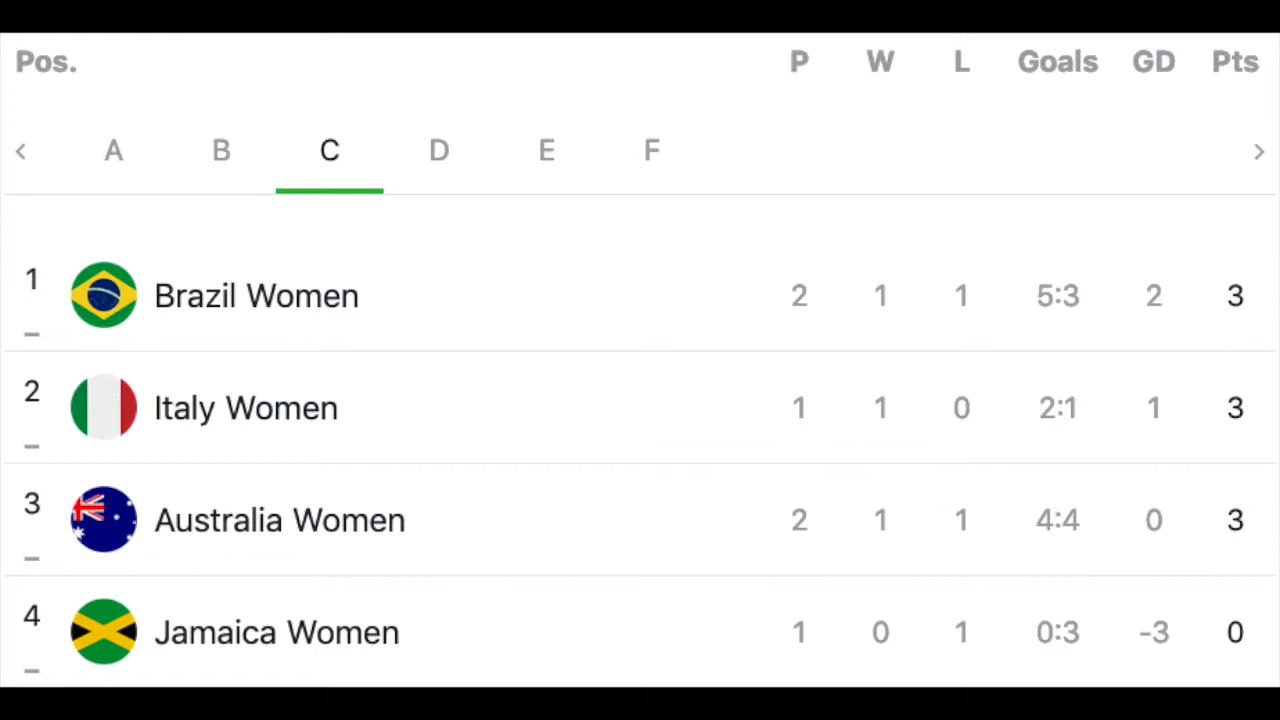 Pos. P W L Goals GD Pts
< A B C D E F >
1 Brazil Women 2 1 1 5:3 2 3
–
2 Italy Women 1 1 0 2:1 1 3
–
3 Australia Women 2 1 1 4:4 0 3
–
4 Jamaica Women 1 0 1 0:3 -3 0
–